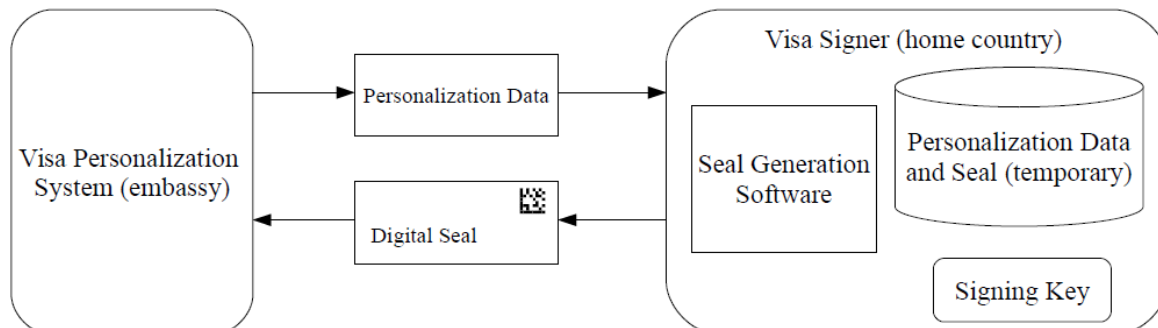 Visa Personalization
System (embassy)
Personalization Data
Digital Seal
Visa Signer (home country)
Seal Generation
Software
Personalization Data
and Seal (temporary)
Signing Key